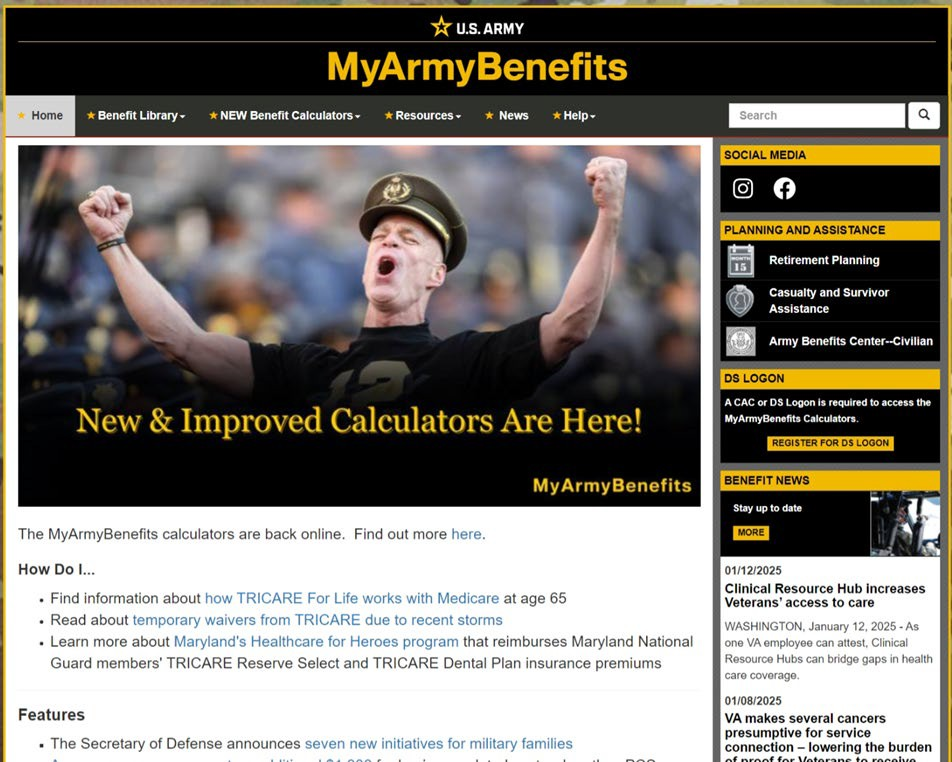 U.S. ARMY
MyArmyBenefits
Home
Benefit Library
NEW Benefit Calculators
Resources
News
Help
Search
12
New & Improved Calculators Are Here!
MyArmyBenefits
The MyArmyBenefits calculators are back online. Find out more here.
How Do I...
Find information about how TRICARE For Life works with Medicare at age 65
Read about temporary waivers from TRICARE due to recent storms
Learn more about Maryland's Healthcare for Heroes program that reimburses Maryland National
Guard members' TRICARE Reserve Select and TRICARE Dental Plan insurance premiums
Features
The Secretary of Defense announces seven new initiatives for military families
SOCIAL MEDIA
PLANNING AND ASSISTANCE
MONTH
15
Retirement Planning
Casualty and Survivor
Assistance
Army Benefits Center--Civilian
DS LOGON
A CAC or DS Logon is required to access the
MyArmyBenefits Calculators.
REGISTER FOR DS LOGON
BENEFIT NEWS
Stay up to date
MORE
01/12/2025
Clinical Resource Hub increases
Veterans' access to care
WASHINGTON, January 12, 2025 - As
one VA employee can attest, Clinical
Resource Hubs can bridge gaps in health
care coverage.
01/08/2025
VA makes several cancers
presumptive for service
connection – lowering the burden
of proof for Veterans to receive